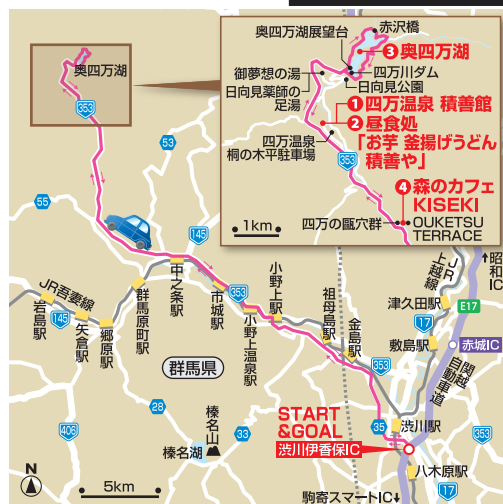 奥四万湖
353
53
55
145
JR吾妻線
岩島駅
145
矢倉駅
郷原駅
群馬原町駅
中之条駅
市城駅
353
小野上温泉駅
小野上駅
祖母島駅
金島駅
353
群馬県
28
406
榛名山
榛名湖
33
35
START
&GOAL
渋川伊香保IC
渋川駅
八木原駅
駒寄スマートIC↓
敷島駅
津久田駅
JR上越線
17
17
E17
↑昭和IC
赤城IC
関越自動車道
N
5km
赤沢橋
奥四万湖展望台
❸奥四万湖
御夢想の湯
四万川ダム
日向見公園
日向見薬師の
足湯
❶四万温泉 積善館
❷昼食処
「お芋 釜揚げうどん
積善や」
四万温泉
桐の木平駐車場
353
❹森のカフェ
KISEKI
四万の甌穴群
OUKETSU
TERRACE
1km